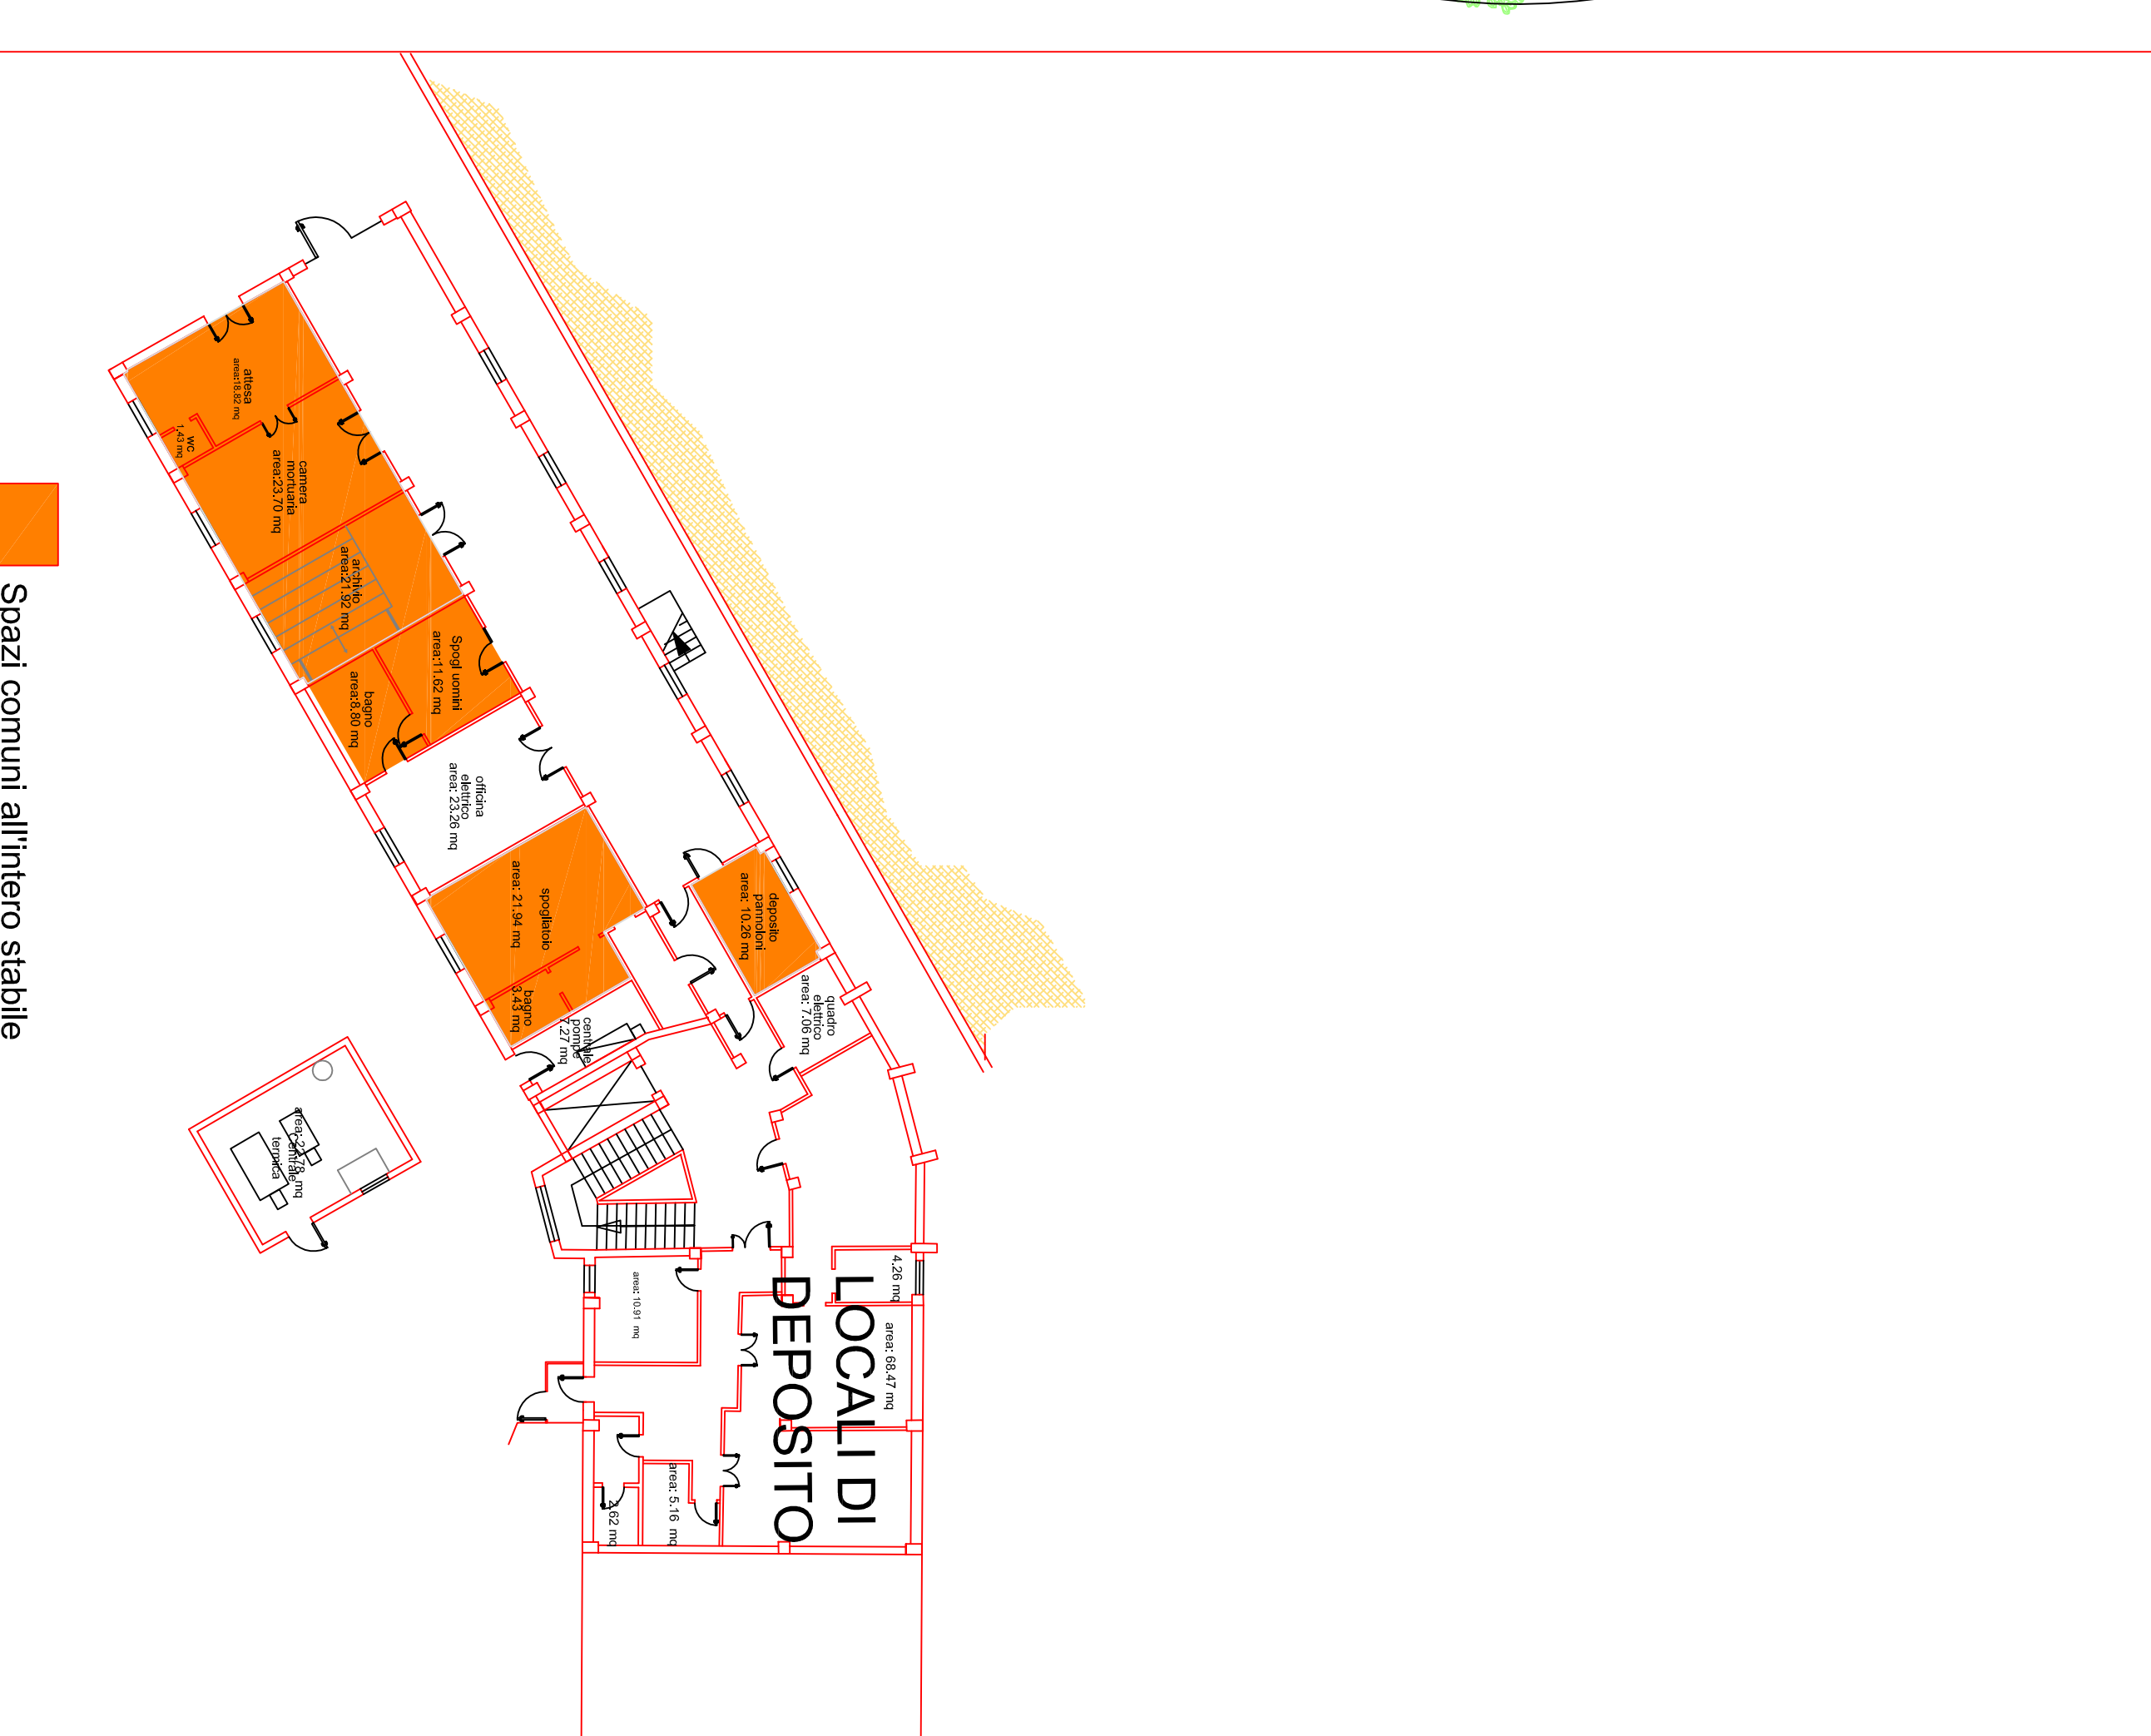 attesa
area:18.82 mq
wc
1.43 mq
camera
mortuaria
area:23.70 mq
archivio
area:21.92 mq
Spogl uomini
area:11.62 mq
bagno
area:8.80 mq
officina
elettrico
area: 23.26 mq
spogliatoio
area: 21.94 mq
bagno
3.43 mq
deposito
pannoloni
area: 10.26 mq
quadro
elettrico
area: 7.06 mq
centrale
pompe
7.27 mq
centrale
termica
4.26 mq
area: 68.47 mq
LOCALI DI
DEPOSITO
area: 10.91 mq
area: 5.16 mq
2.62 mq
Spazi comuni all'intero stabile